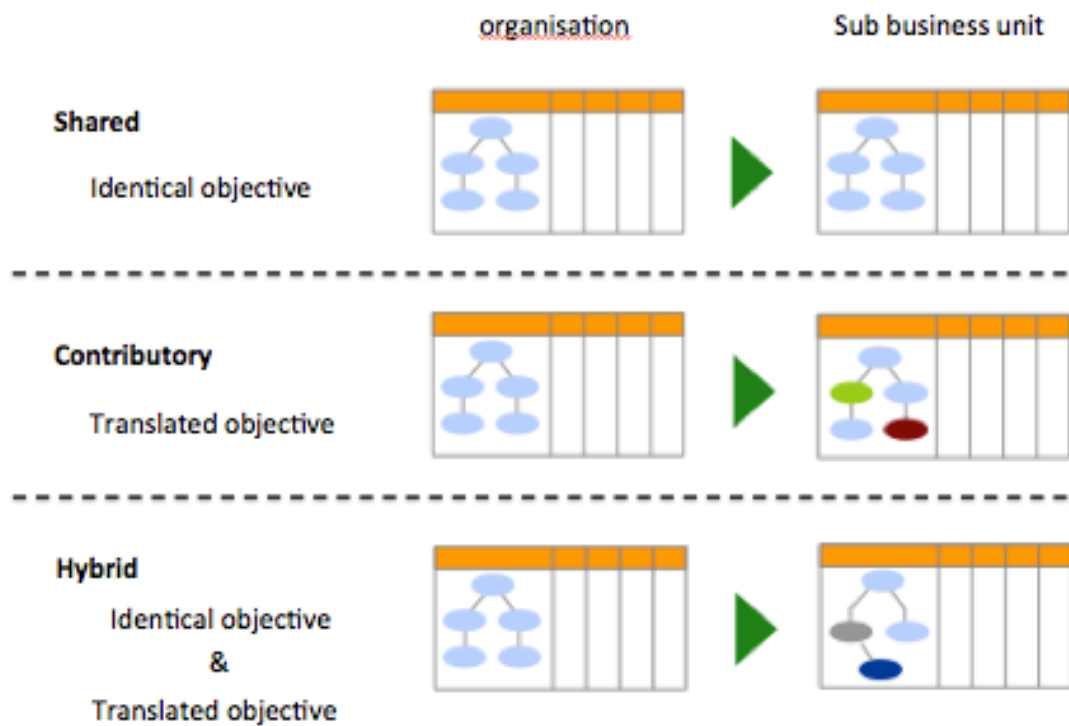 organisation
Sub business unit
Shared
Identical objective
Contributory
Translated objective
Hybrid
Identical objective
&
Translated objective